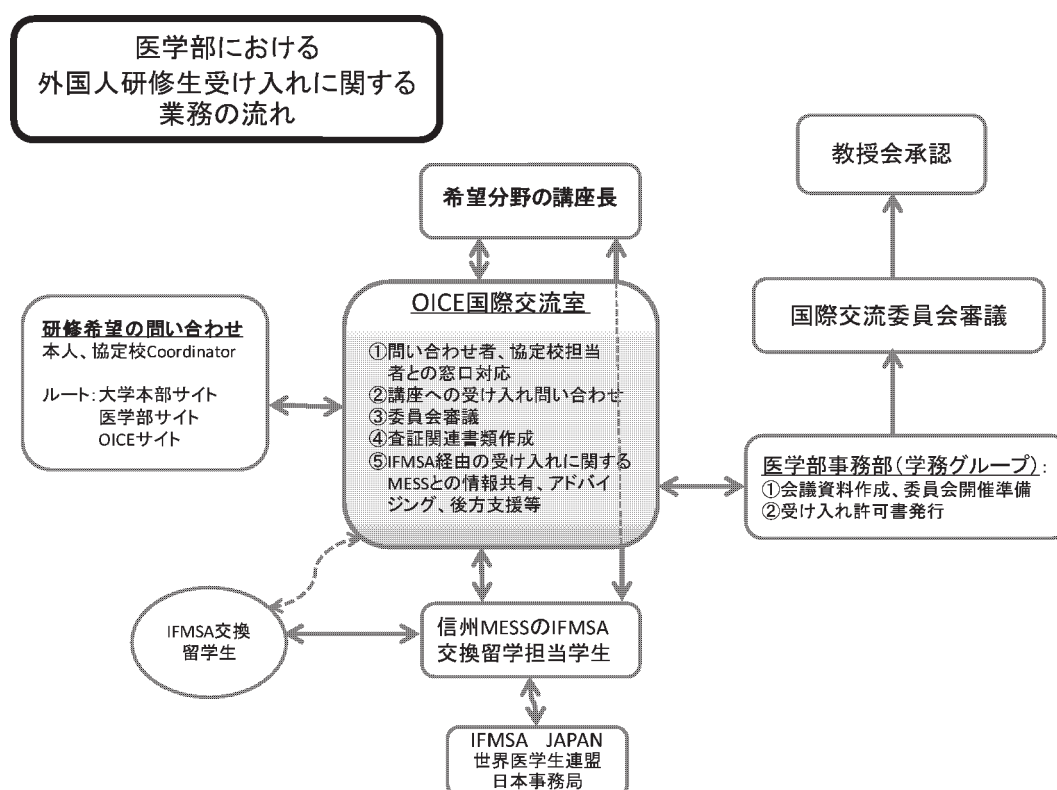 医学部における
外国人研修生受け入れに関する
業務の流れ
教授会承認
希望分野の講座長
国際交流委員会審議
OICE国際交流室
①問い合わせ者、協定校担当
者との窓口対応
②講座への受け入れ問い合わせ
③委員会審議
④査証関連書類作成
⑤IFMSA経由の受け入れに関する
MESSとの情報共有、アドバイ
ジング、後方支援等
研修希望の問い合わせ
本人、協定校Coordinator
ルート：大学本部サイト
医学部サイト
OICEサイト
医学部事務部（学務グループ）：
①会議資料作成、委員会開催準備
②受け入れ許可書発行
IFMSA交換
留学生
信州MESSのIFMSA
交換留学担当学生
IFMSA　JAPAN
世界医学生連盟
日本事務局